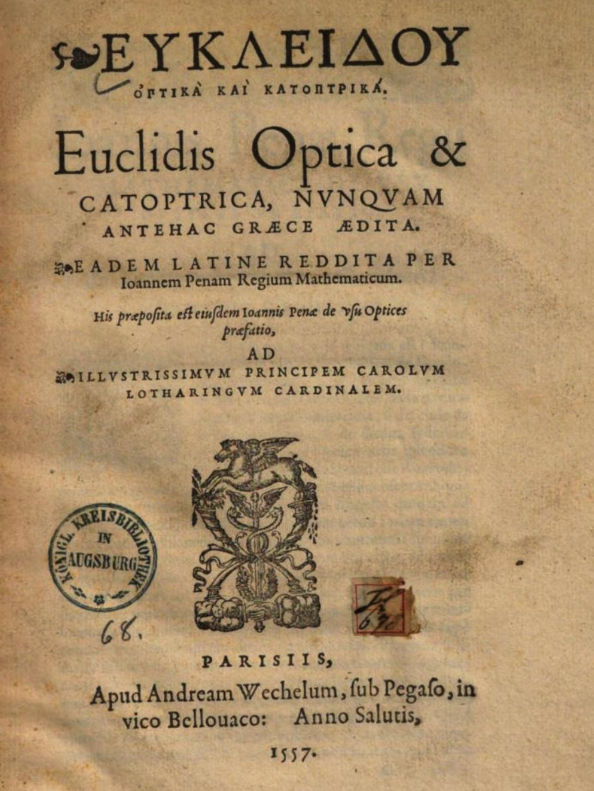 ΕΥΚΛΕΙΔΟΥ
ΟΠΤΙΚᾺ ΚΑῚ ΚΑΤΟΠΤΡΙΚΆ.
Euclidis Optica &
CATOPTRICA, NVNQVAM
ANTEHAC GRÆCE ÆDITA.
EADEM LATINE REDDITA PER
Ioannem Penam Regium Mathematicum.
His præposita est eiuſdem Ioannis Penæ de vſu Optices
præfatio,
AD
ILLVSTRISSIMVM PRINCIPEM CAROLVM
LOTHARINGVM CARDINALEM.
KÖNIGL. KREISBIBLIOTHEK
IN
AUGSBURG
68.
PARISIIS,
Apud Andream Wechelum, ſub Pegaſo, in
vico Bellouaco: Anno Salutis,
1557.